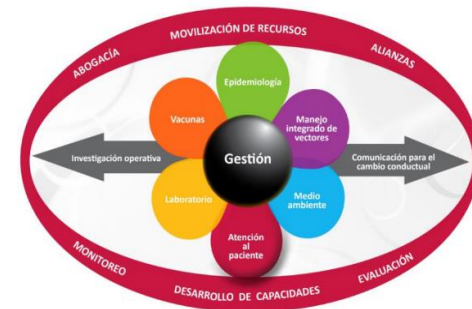 MOVILIZACIÓN DE RECURSOS
ABOGACÍA
ALIANZAS
Epidemiología
Vacunas
Manejo
integrado de
vectores
Investigación operativa
Gestión
Comunicación para el
cambio conductual
Laboratorio
Medio
ambiente
Atención
al
paciente
MONITOREO
DESARROLLO DE CAPACIDADES
EVALUACIÓN